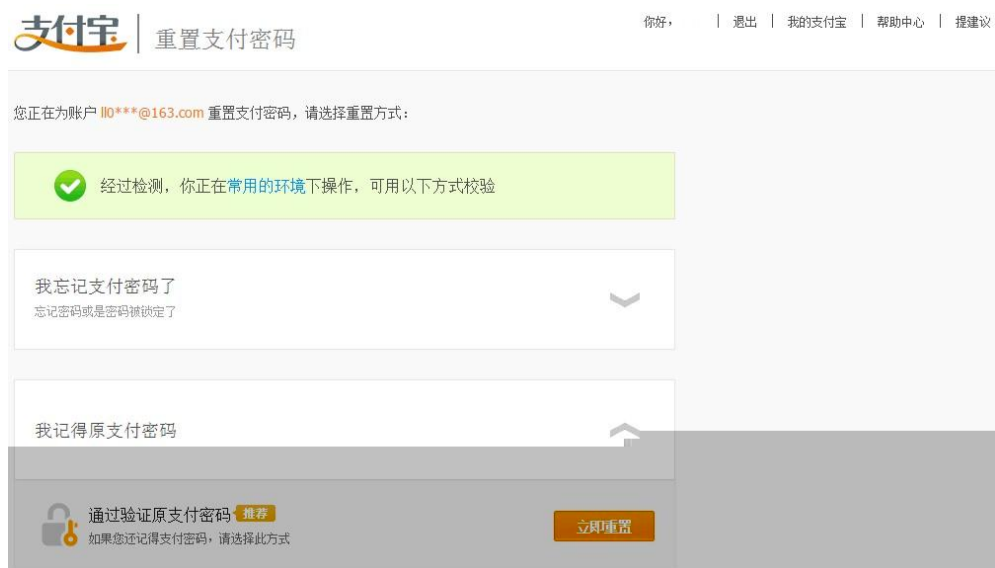 支付宝 重置支付密码
你好， 退出 我的支付宝 帮助中心 提建议
您正在为账户 ll0***@163.com 重置支付密码，请选择重置方式：
经过检测，你正在常用的环境下操作，可用以下方式校验
我忘记支付密码了
忘记密码或是密码被锁定了
我记得原支付密码
通过验证原支付密码 推荐
如果您还记得支付密码，请选择此方式
立即重置